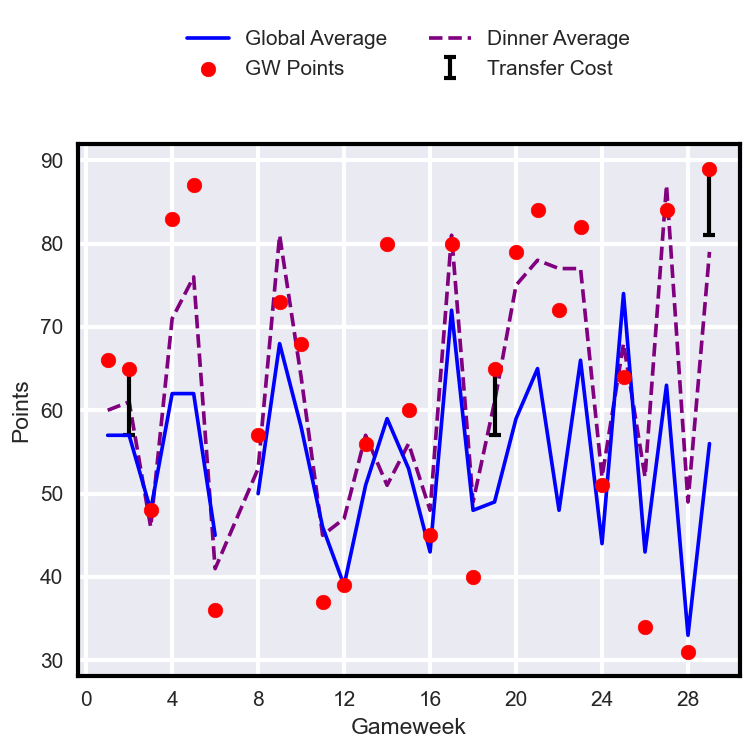 Global Average
Dinner Average
GW Points
Transfer Cost
90
80
70
60
50
40
30
Points
0 4 8 12 16 20 24 28
Gameweek